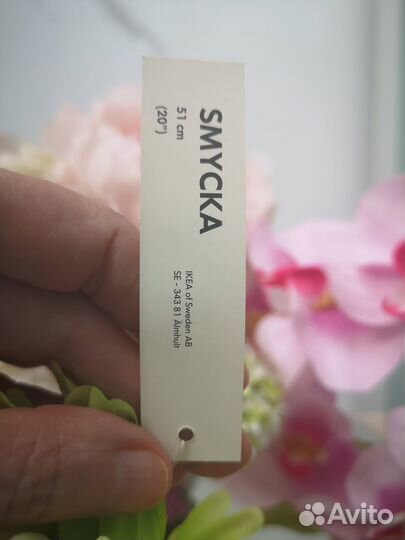 SMYCKA
51 cm
(20")
IKEA of Sweden AB
SE - 343 81 Älmhult
Avito